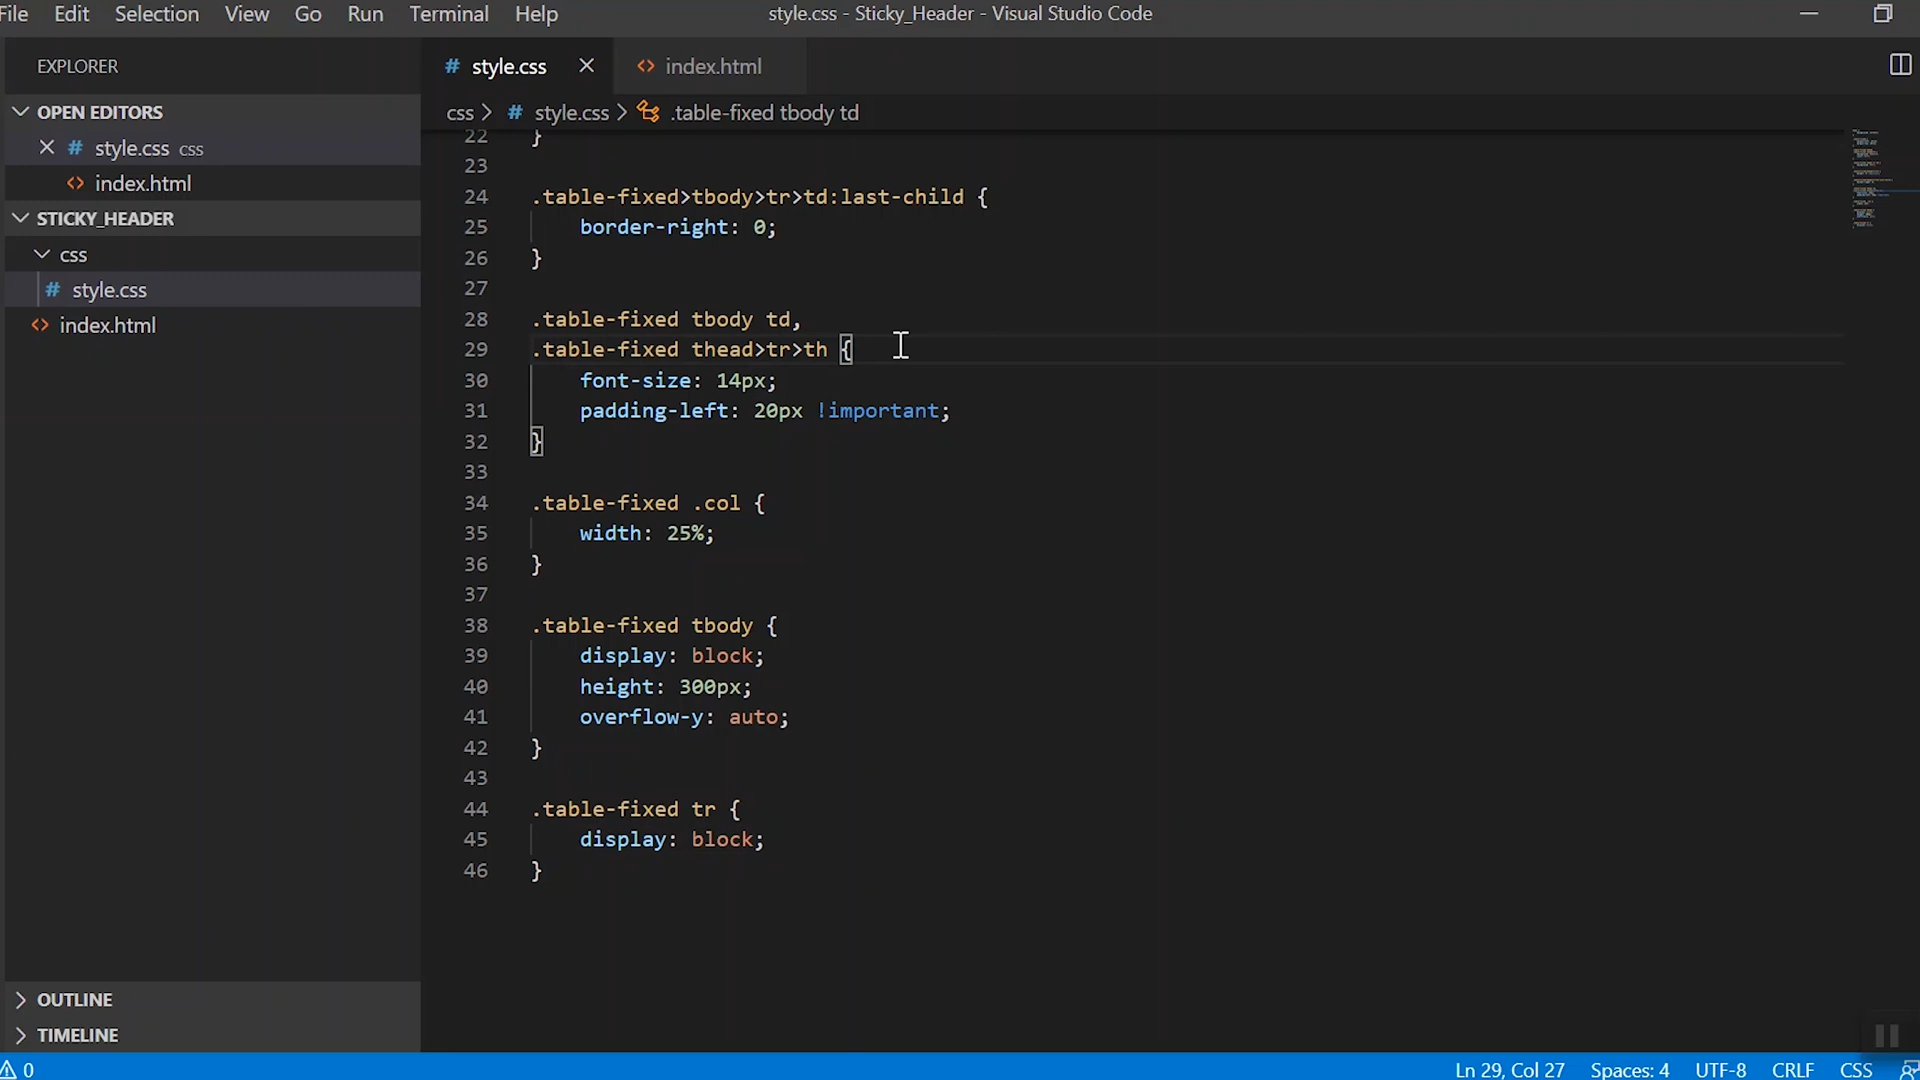 File Edit Selection View Go Run Terminal Help style.css - Sticky_Header - Visual Studio Code
EXPLORER
OPEN EDITORS
style.css css
index.html
STICKY_HEADER
css
style.css
index.html
OUTLINE
TIMELINE
# style.css index.html
css > # style.css > .table-fixed tbody td
22 }
23
24 .table-fixed>tbody>tr>td:last-child {
25 border-right: 0;
26 }
27
28 .table-fixed tbody td,
29 .table-fixed thead>tr>th {
30 font-size: 14px;
31 padding-left: 20px !important;
32 }
33
34 .table-fixed .col {
35 width: 25%;
36 }
37
38 .table-fixed tbody {
39 display: block;
40 height: 300px;
41 overflow-y: auto;
42 }
43
44 .table-fixed tr {
45 display: block;
46 }
0 Ln 29, Col 27 Spaces: 4 UTF-8 CRLF CSS